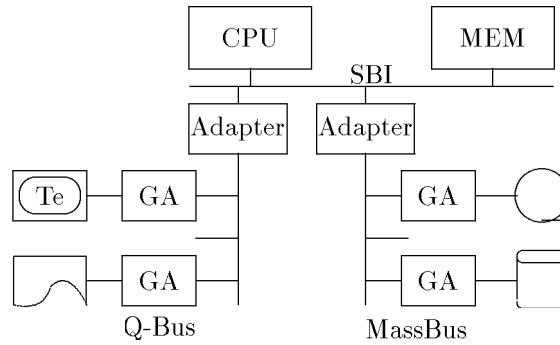 CPU
MEM
SBI
Adapter
Adapter
Te
GA
GA
GA
GA
Q-Bus
MassBus